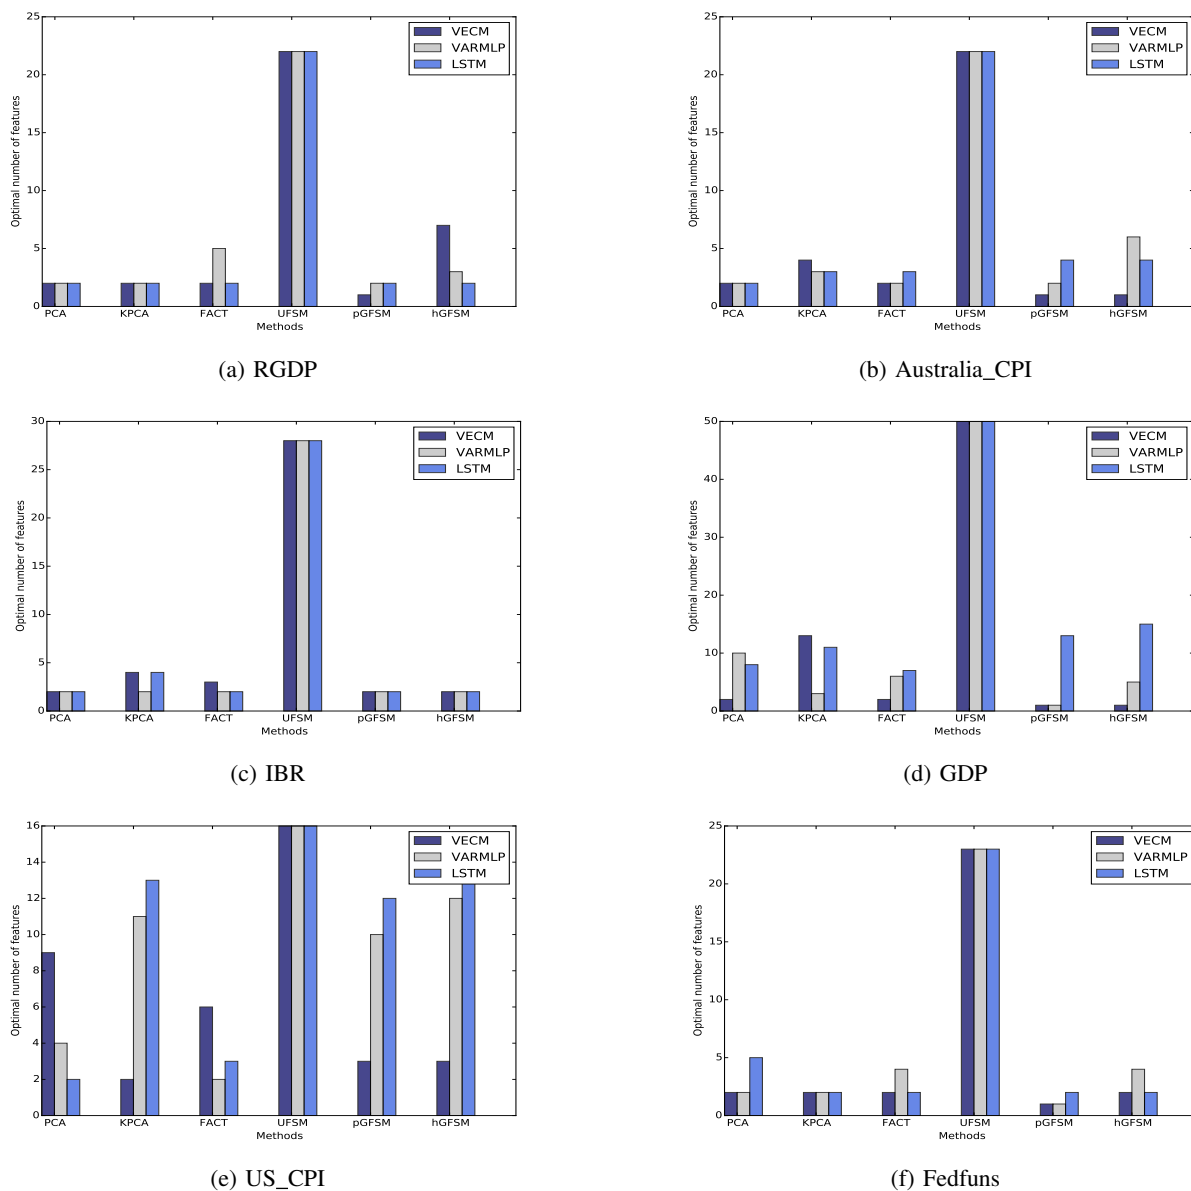 25
20
15
10
5
0
Optimal number of features
VECM
VARMLP
LSTM
PCA KPCA FACT UFSM pGFSM hGFSM
Methods
(a) RGDP
25
20
15
10
5
0
Optimal number of features
VECM
VARMLP
LSTM
PCA KPCA FACT UFSM pGFSM hGFSM
Methods
(b) Australia_CPI
30
25
20
15
10
5
0
Optimal number of features
VECM
VARMLP
LSTM
PCA KPCA FACT UFSM pGFSM hGFSM
Methods
(c) IBR
50
40
30
20
10
0
Optimal number of features
VECM
VARMLP
LSTM
PCA KPCA FACT UFSM pGFSM hGFSM
Methods
(d) GDP
16
14
12
10
8
6
4
2
0
Optimal number of features
VECM
VARMLP
LSTM
PCA KPCA FACT UFSM pGFSM hGFSM
Methods
(e) US_CPI
25
20
15
10
5
0
Optimal number of features
VECM
VARMLP
LSTM
PCA KPCA FACT UFSM pGFSM hGFSM
Methods
(f) Fedfuns